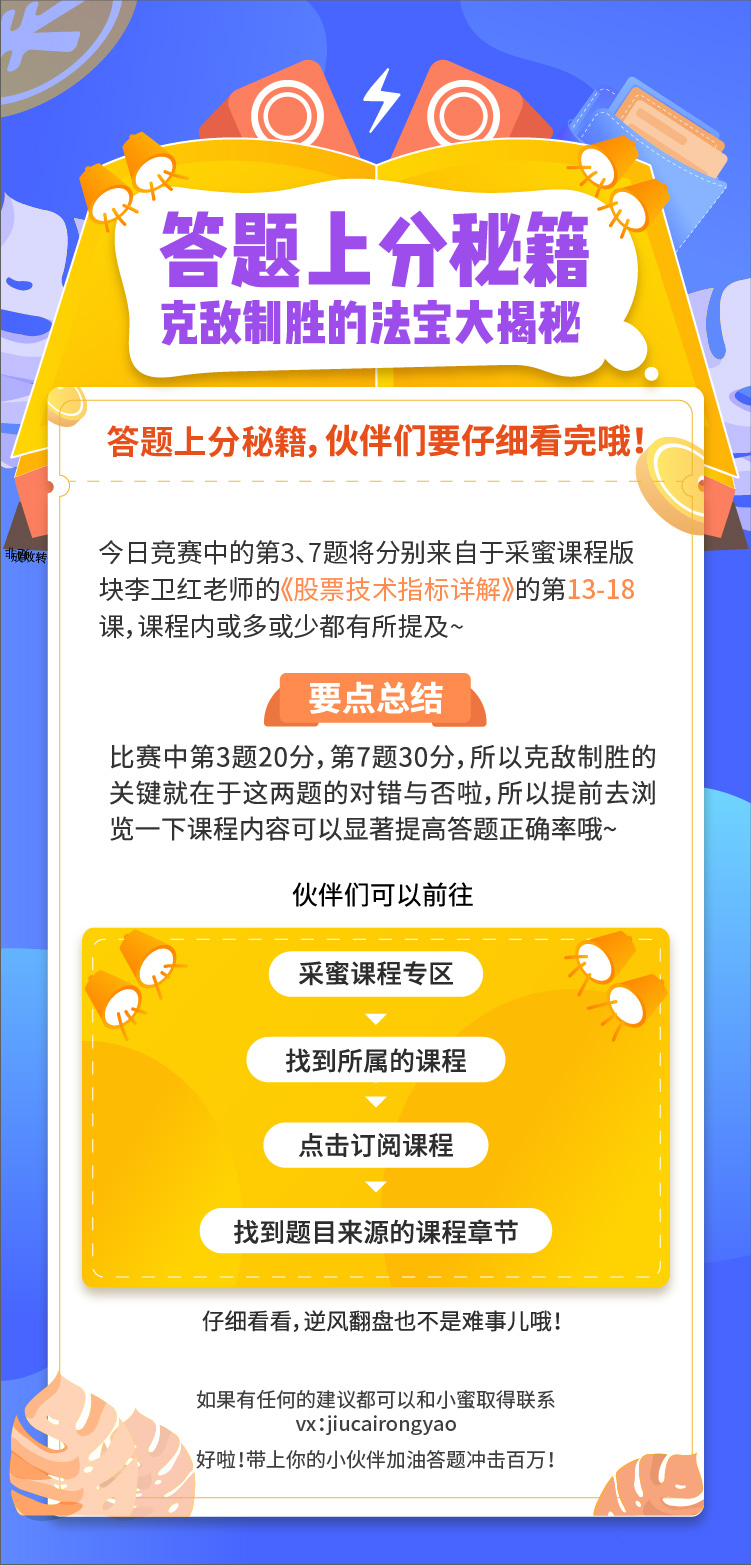 答题上分秘籍
克敌制胜的法宝大揭秘
答题上分秘籍，伙伴们要仔细看完哦！
今日竞赛中的第3、7题将分别来自于采蜜课程版
块李卫红老师的《股票技术指标详解》的第13-18
课，课程内或多或少都有所提及~
要点总结
比赛中第3题20分，第7题30分，所以克敌制胜的
关键就在于这两题的对错与否啦，所以提前去浏
览一下课程内容可以显著提高答题正确率哦~
伙伴们可以前往
采蜜课程专区
找到所属的课程
点击订阅课程
找到题目来源的课程章节
仔细看看，逆风翻盘也不是难事儿哦！
如果有任何的建议都可以和小蜜取得联系
vx：jiucairongyao
好啦！带上你的小伙伴加油答题冲击百万！